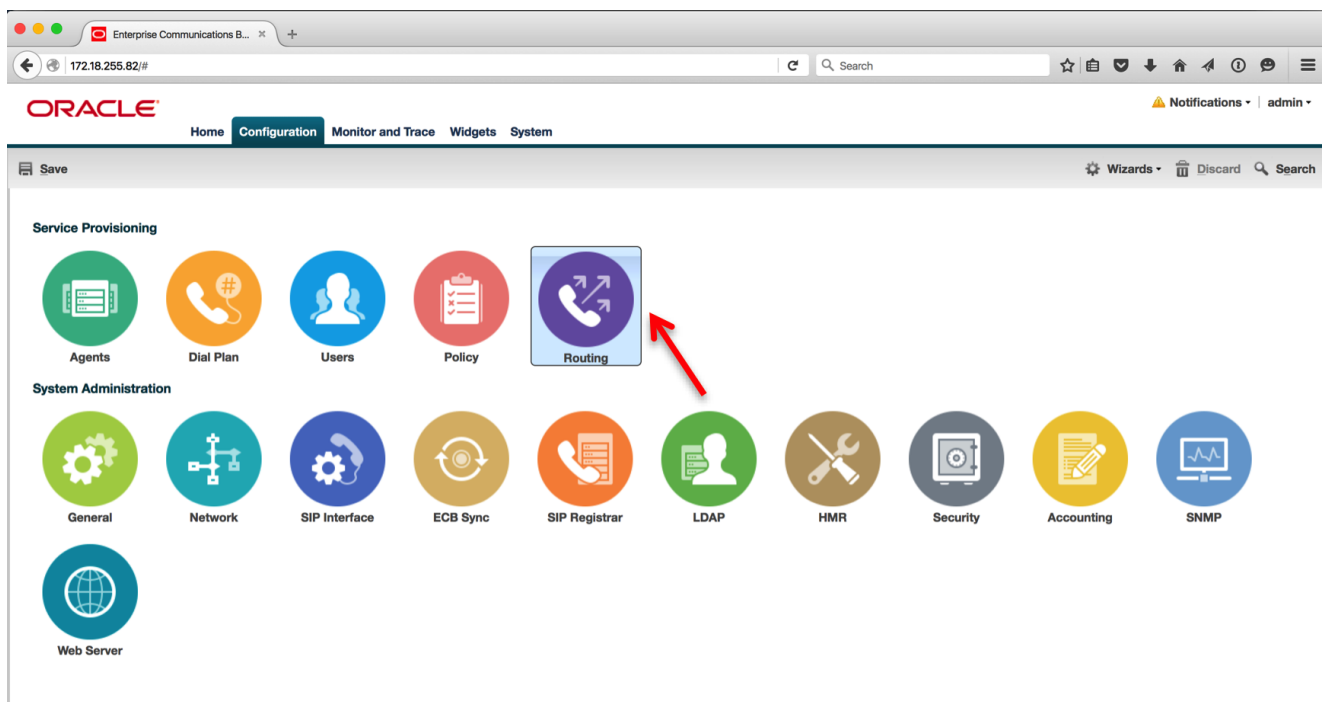 Enterprise Communications B... × +
172.18.255.82/# Search
ORACLE Notifications admin
Home Configuration Monitor and Trace Widgets System
Save Wizards Discard Search
Service Provisioning
#
Agents Dial Plan Users Policy Routing
System Administration
General Network SIP Interface ECB Sync SIP Registrar LDAP HMR Security Accounting SNMP
Web Server